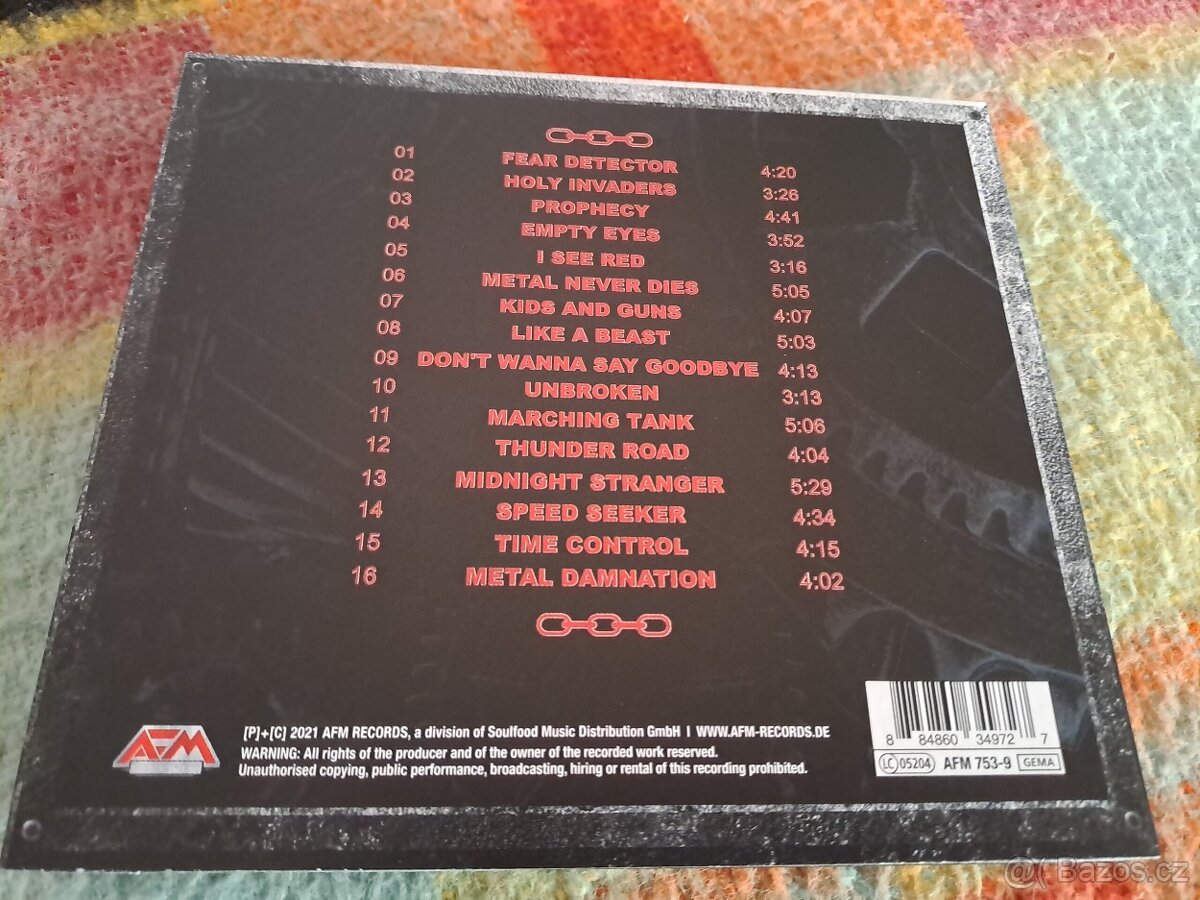 01 FEAR DETECTOR 4:20
02 HOLY INVADERS 3:26
03 PROPHECY 4:41
04 EMPTY EYES 3:52
05 I SEE RED 3:16
06 METAL NEVER DIES 5:05
07 KIDS AND GUNS 4:07
08 LIKE A BEAST 5:03
09 DON'T WANNA SAY GOODBYE 4:13
10 UNBROKEN 3:13
11 MARCHING TANK 5:06
12 THUNDER ROAD 4:04
13 MIDNIGHT STRANGER 5:29
14 SPEED SEEKER 4:34
15 TIME CONTROL 4:15
16 METAL DAMNATION 4:02
AFM
[P]+[C] 2021 AFM RECORDS, a division of Soulfood Music Distribution GmbH I WWW.AFM-RECORDS.DE
WARNING: All rights of the producer and of the owner of the recorded work reserved.
Unauthorised copying, public performance, broadcasting, hiring or rental of this recording prohibited.
8 84860 34972 7
LC 05204 AFM 753-9 GEMA
@ Bazos.cz